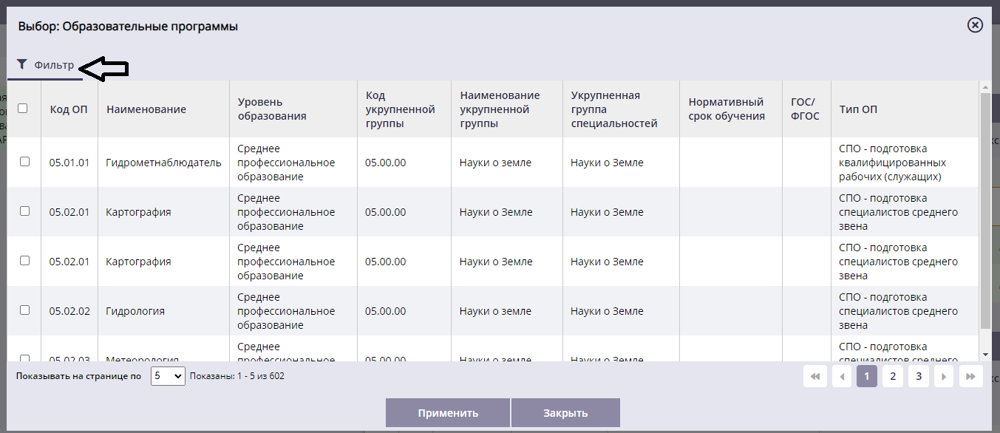 Выбор: Образовательные программы
Фильтр
Код ОП
Наименование
Уровень
образования
Код
укрупненной
группы
Наименование
укрупненной
группы
Укрупненная
группа
специальностей
Нормативный
срок обучения
ГОС/
ФГОС
Тип ОП
05.01.01
Гидрометнаблюдатель
Среднее
профессиональное
образование
05.00.00
Науки о земле
Науки о Земле
СПО - подготовка
квалифицированных
рабочих (служащих)
05.02.01
Картография
Среднее
профессиональное
образование
05.00.00
Науки о Земле
Науки о Земле
СПО - подготовка
специалистов среднего
звена
05.02.01
Картография
Среднее
профессиональное
образование
05.00.00
Науки о Земле
Науки о Земле
СПО - подготовка
специалистов среднего
звена
05.02.02
Гидрология
Среднее
профессиональное
образование
05.00.00
Науки о земле
Науки о Земле
СПО - подготовка
специалистов среднего
звена
05.02.03
Метеорология
Среднее
профессиональное
05.00.00
Науки о земле
Науки о Земле
СПО - подготовка
специалистов среднего
Показывать на странице по
5
Показаны: 1 - 5 из 602
1
2
3
Применить
Закрыть